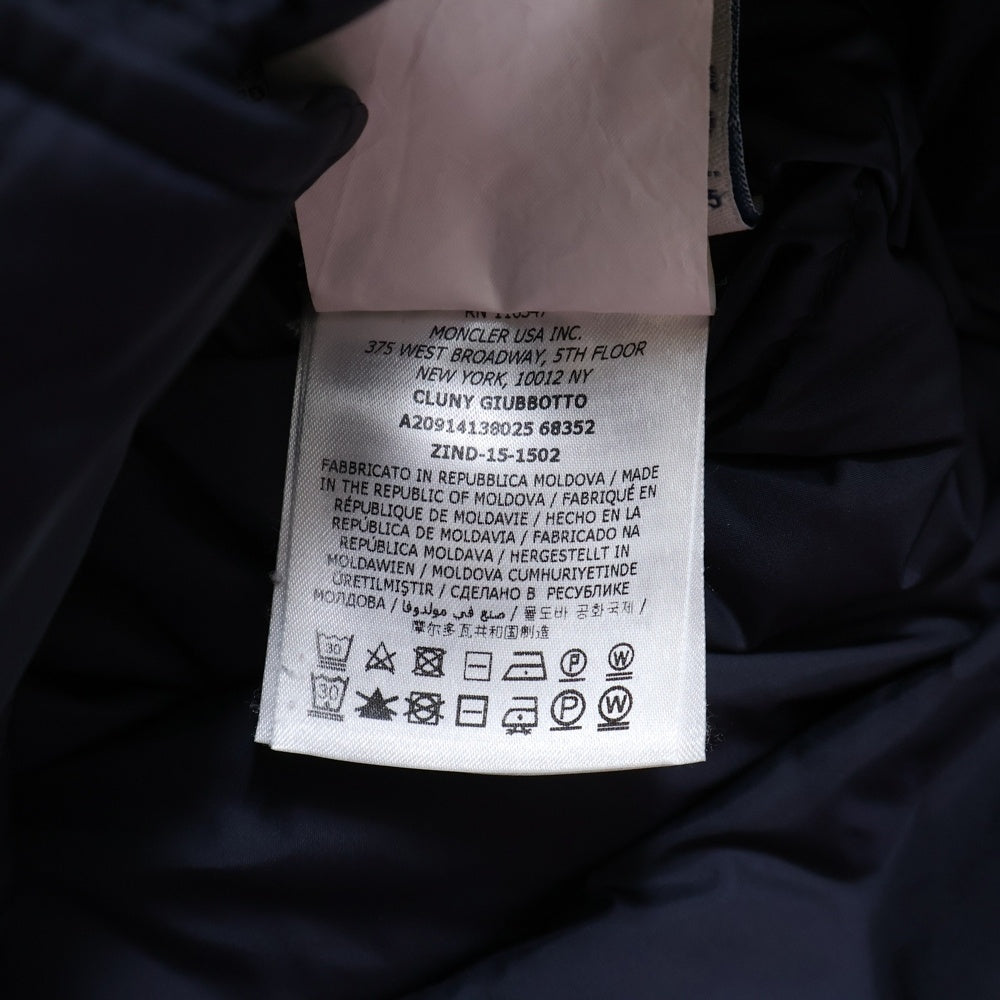 RN 116347
MONCLER USA INC.
375 WEST BROADWAY, 5TH FLOOR
NEW YORK, 10012 NY
CLUNY GIUBBOTTO
A20914138025 68352
ZIND-15-1502
FABBRICATO IN REPUBBLICA MOLDOVA / MADE
IN THE REPUBLIC OF MOLDOVA / FABRIQUÉ EN
RÉPUBLIQUE DE MOLDAVIE / HECHO EN LA
REPÚBLICA DE MOLDAVIA / FABRICADO NA
REPÚBLICA MOLDAVA / HERGESTELLT IN
MOLDAWIEN / MOLDOVA CUMHURIYETINDE
ÜRETILMIŞTIR / СДЕЛАНО В РЕСУБЛИКЕ
МОЛДОВА / صنع في مولدوفا / 몰도바 공화국제 /
摩尔多瓦共和国制造
30 P W
30 P W